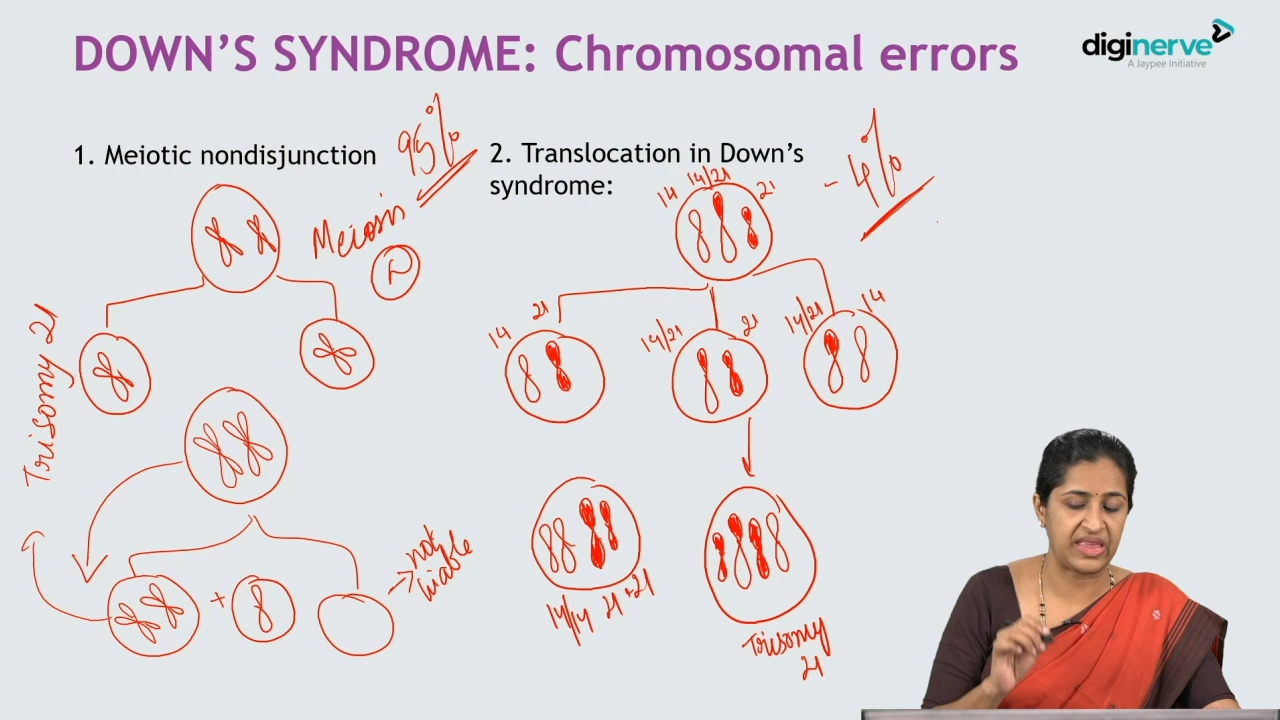 DOWN'S SYNDROME: Chromosomal errors
diginerve
A Jaypee Initiative
1. Meiotic nondisjunction
95%
Meiosis
Trisomy 21
+
not
viable
2. Translocation in Down's
syndrome:
- 4%
14 14/21 21
14 21
14/21 21
14/21 14
14/14 21+21
Trisomy
21